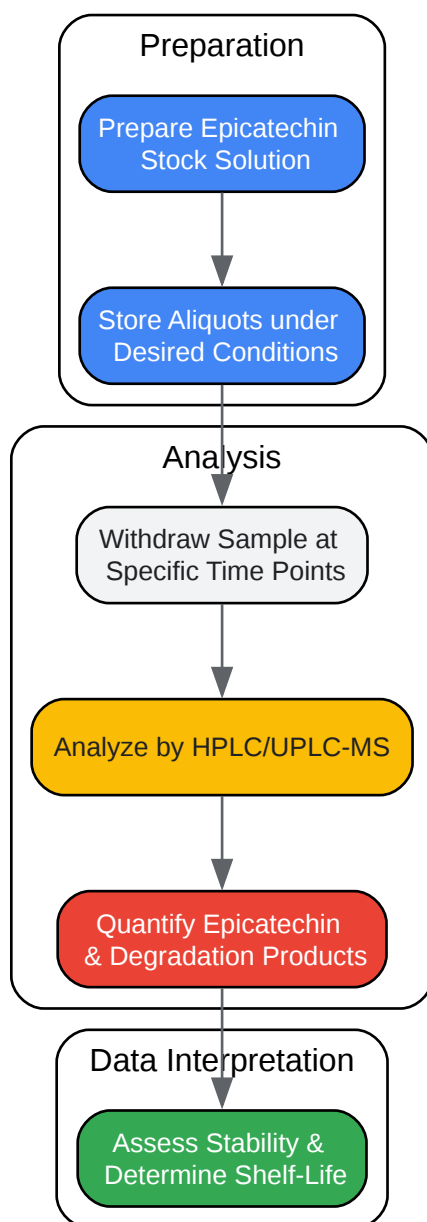 Preparation
Prepare Epicatechin
Stock Solution
Store Aliquots under
Desired Conditions
Analysis
Withdraw Sample at
Specific Time Points
Analyze by HPLC/UPLC-MS
Quantify Epicatechin
& Degradation Products
Data Interpretation
Assess Stability &
Determine Shelf-Life